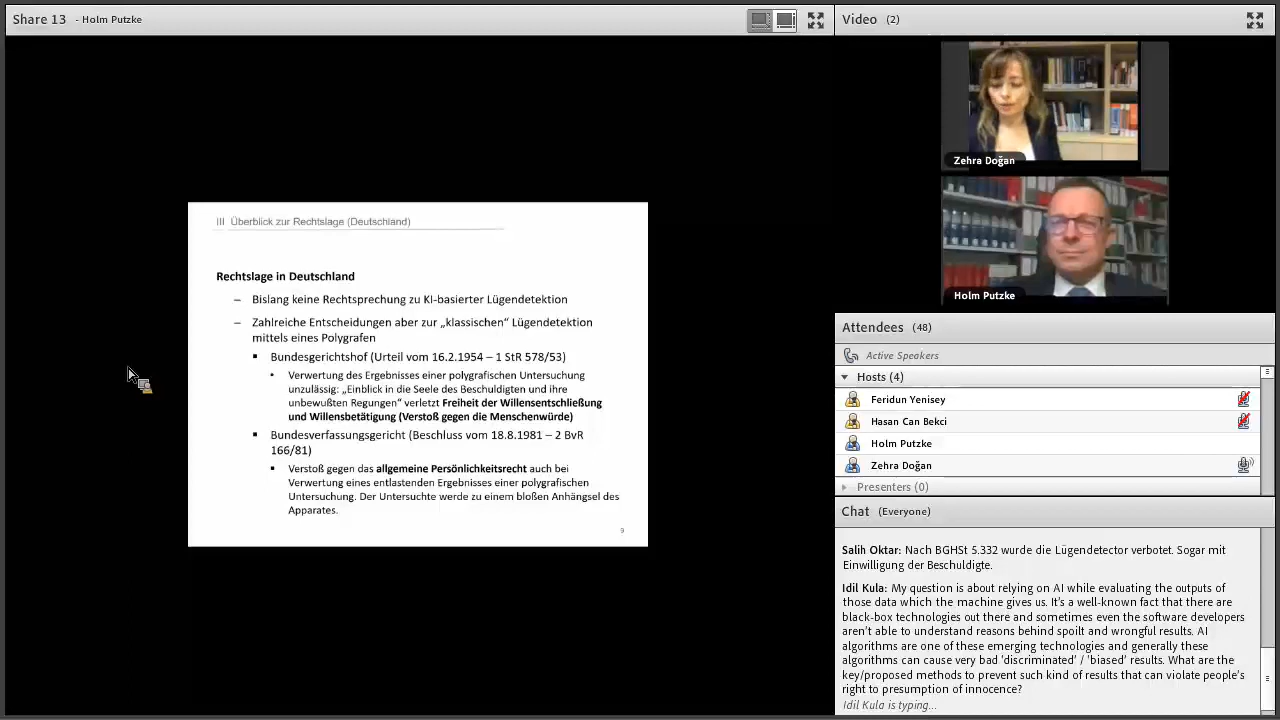 Share 13 - Holm Putzke
III Überblick zur Rechtslage (Deutschland)
Rechtslage in Deutschland
– Bislang keine Rechtsprechung zu KI-basierter Lügendetektion
– Zahlreiche Entscheidungen aber zur „klassischen“ Lügendetektion
mittels eines Polygrafen
▪ Bundesgerichtshof (Urteil vom 16.2.1954 – 1 StR 578/53)
• Verwertung des Ergebnisses einer polygrafischen Untersuchung
unzulässig: „Einblick in die Seele des Beschuldigten und ihre
unbewußten Regungen“ verletzt Freiheit der Willensentschließung
und Willensbetätigung (Verstoß gegen die Menschenwürde)
▪ Bundesverfassungsgericht (Beschluss vom 18.8.1981 – 2 BvR
166/81)
▪ Verstoß gegen das allgemeine Persönlichkeitsrecht auch bei
Verwertung eines entlastenden Ergebnisses einer polygrafischen
Untersuchung. Der Untersuchte werde zu einem bloßen Anhängsel des
Apparates.
9
Video (2)
Zehra Doğan
Holm Putzke
Attendees (48)
Active Speakers
Hosts (4)
Feridun Yenisey
Hasan Can Bekci
Holm Putzke
Zehra Doğan
Presenters (0)
Chat (Everyone)
Salih Oktar: Nach BGHSt 5.332 wurde die Lügendetector verbotet. Sogar mit
Einwilligung der Beschuldigte.
Idil Kula: My question is about relying on AI while evaluating the outputs of
those data which the machine gives us. It's a well-known fact that there are
black-box technologies out there and sometimes even the software developers
aren't able to understand reasons behind spoilt and wrongful results. AI
algorithms are one of these emerging technologies and generally these
algorithms can cause very bad 'discriminated' / 'biased' results. What are the
key/proposed methods to prevent such kind of results that can violate people's
right to presumption of innocence?
Idil Kula is typing...